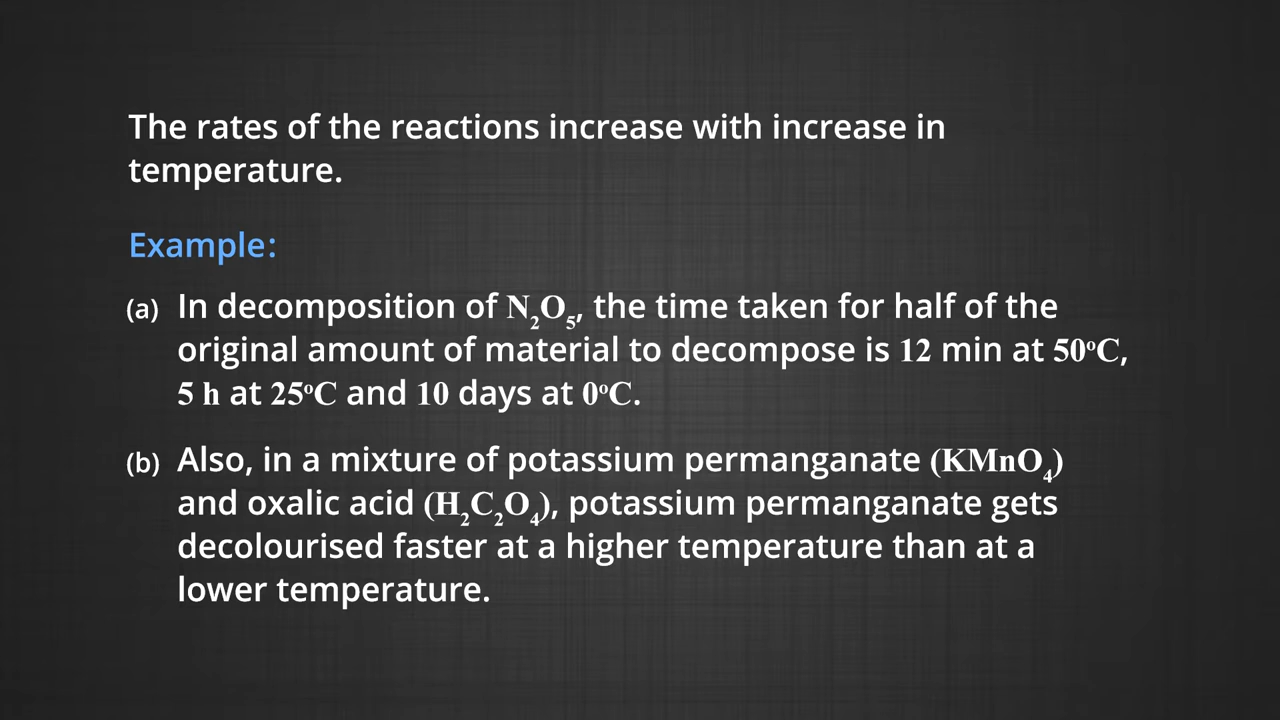 The rates of the reactions increase with increase in
temperature.
Example:
(a) In decomposition of N₂O₅, the time taken for half of the
original amount of material to decompose is 12 min at 50°C,
5 h at 25°C and 10 days at 0°C.
(b) Also, in a mixture of potassium permanganate (KMnO₄)
and oxalic acid (H₂C₂O₄), potassium permanganate gets
decolourised faster at a higher temperature than at a
lower temperature.